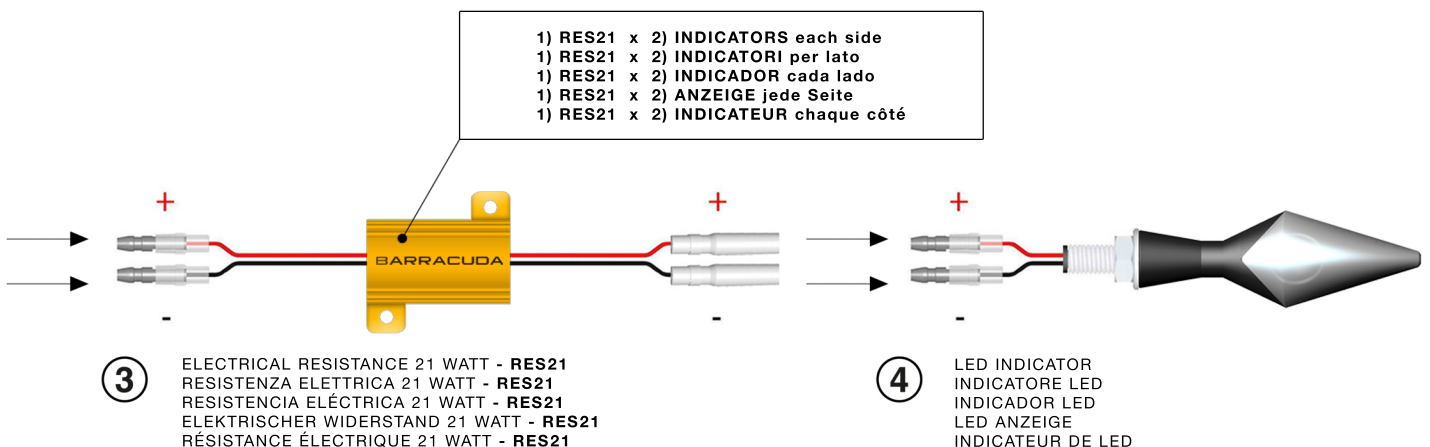 1) RES21 x 2) INDICATORS each side
1) RES21 x 2) INDICATORI per lato
1) RES21 x 2) INDICADOR cada lado
1) RES21 x 2) ANZEIGE jede Seite
1) RES21 x 2) INDICATEUR chaque côté
+ + +
BARRACUDA
- - -
3
ELECTRICAL RESISTANCE 21 WATT - RES21
RESISTENZA ELETTRICA 21 WATT - RES21
RESISTENCIA ELÉCTRICA 21 WATT - RES21
ELEKTRISCHER WIDERSTAND 21 WATT - RES21
RÉSISTANCE ÉLECTRIQUE 21 WATT - RES21
4
LED INDICATOR
INDICATORE LED
INDICADOR LED
LED ANZEIGE
INDICATEUR DE LED